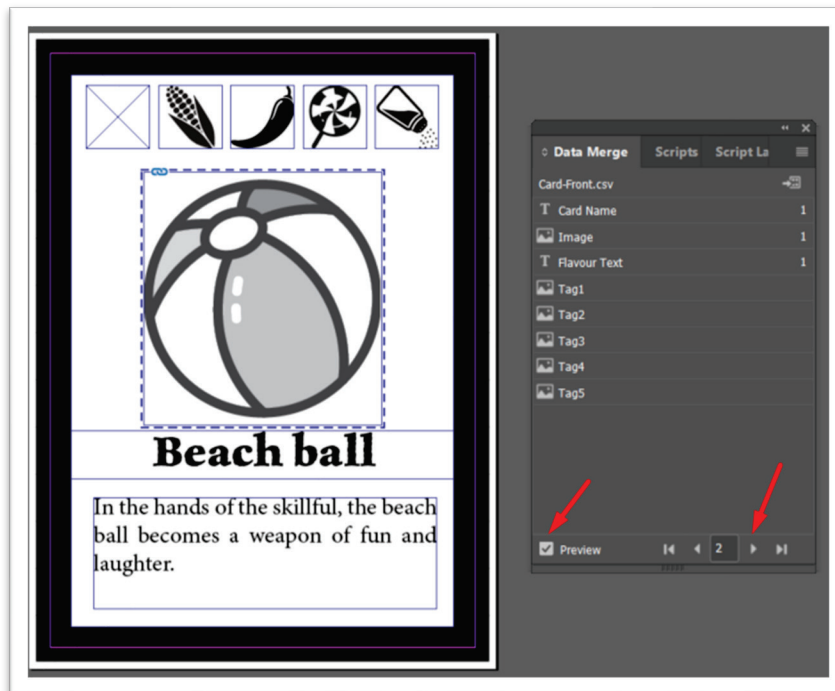 Beach ball
In the hands of the skillful, the beach
ball becomes a weapon of fun and
laughter.
Data Merge Scripts Script La
Card-Front.csv
T Card Name 1
Image 1
T Flavour Text 1
Tag1
Tag2
Tag3
Tag4
Tag5
Preview 2